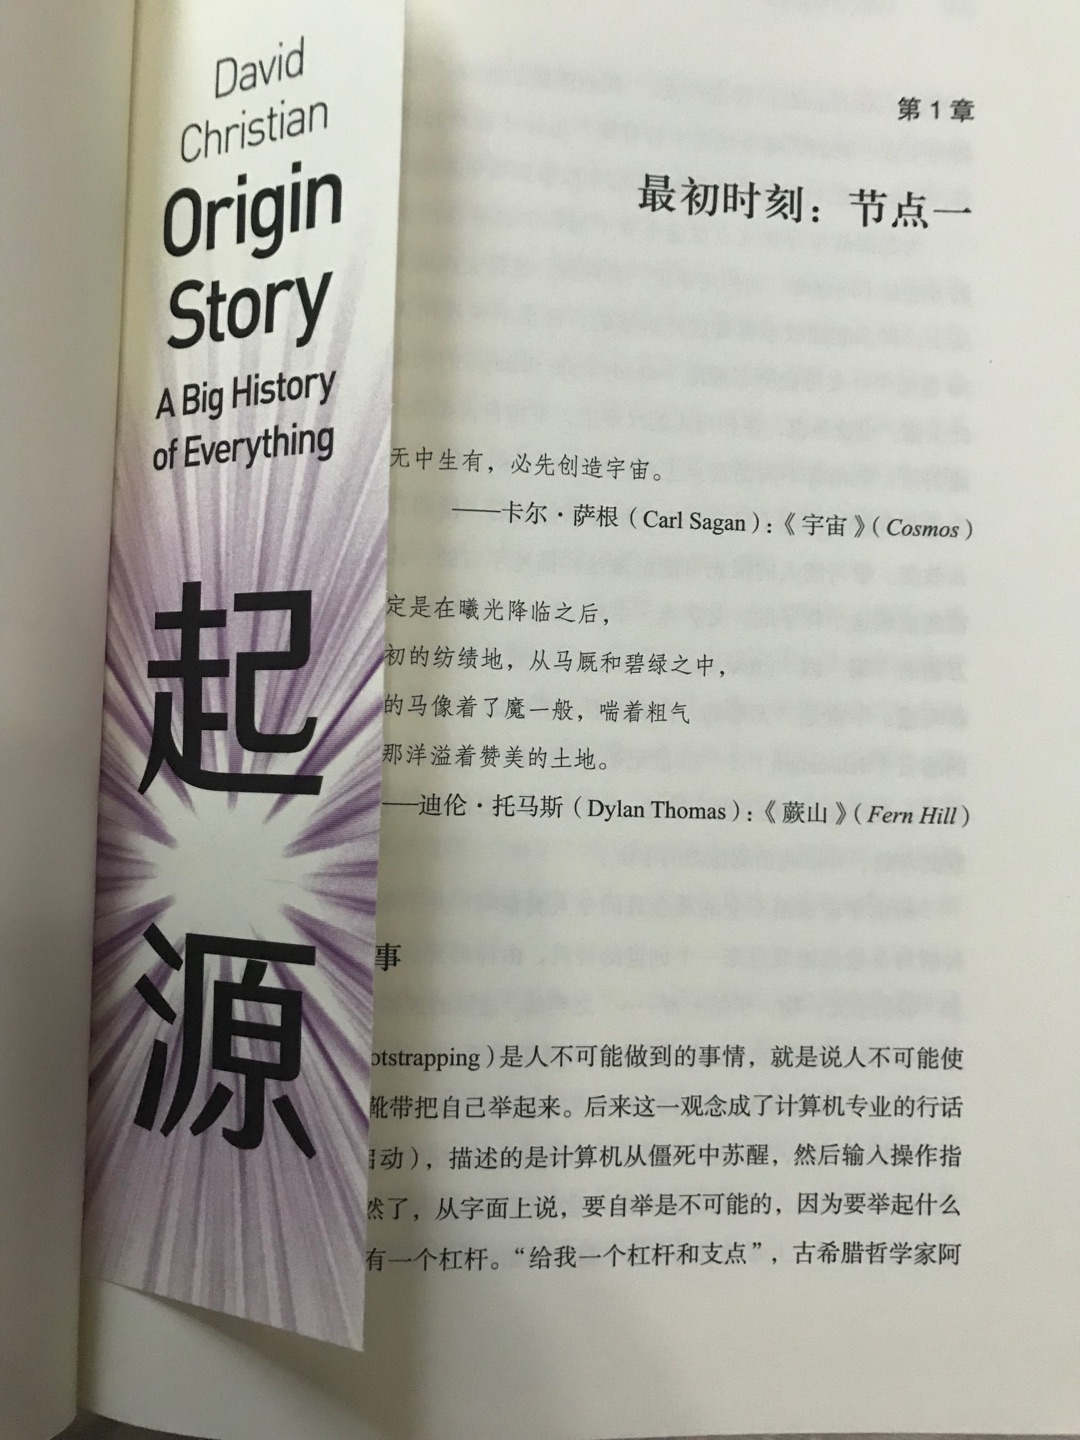 David
Christian
Origin
Story
A Big History
of Everything
起
源
第1章
最初时刻：节点一
无中生有，必先创造宇宙。
——卡尔·萨根（Carl Sagan）：《宇宙》（Cosmos）
定是在曦光降临之后，
初的纺绩地，从马厩和碧绿之中，
的马像着了魔一般，喘着粗气
那洋溢着赞美的土地。
——迪伦·托马斯（Dylan Thomas）：《蕨山》（Fern Hill）
事
otstrapping）是人不可能做到的事情，就是说人不可能使
靴带把自己举起来。后来这一观念成了计算机专业的行话
启动），描述的是计算机从僵死中苏醒，然后输入操作指
然了，从字面上说，要自举是不可能的，因为要举起什么
有一个杠杆。“给我一个杠杆和支点”，古希腊哲学家阿